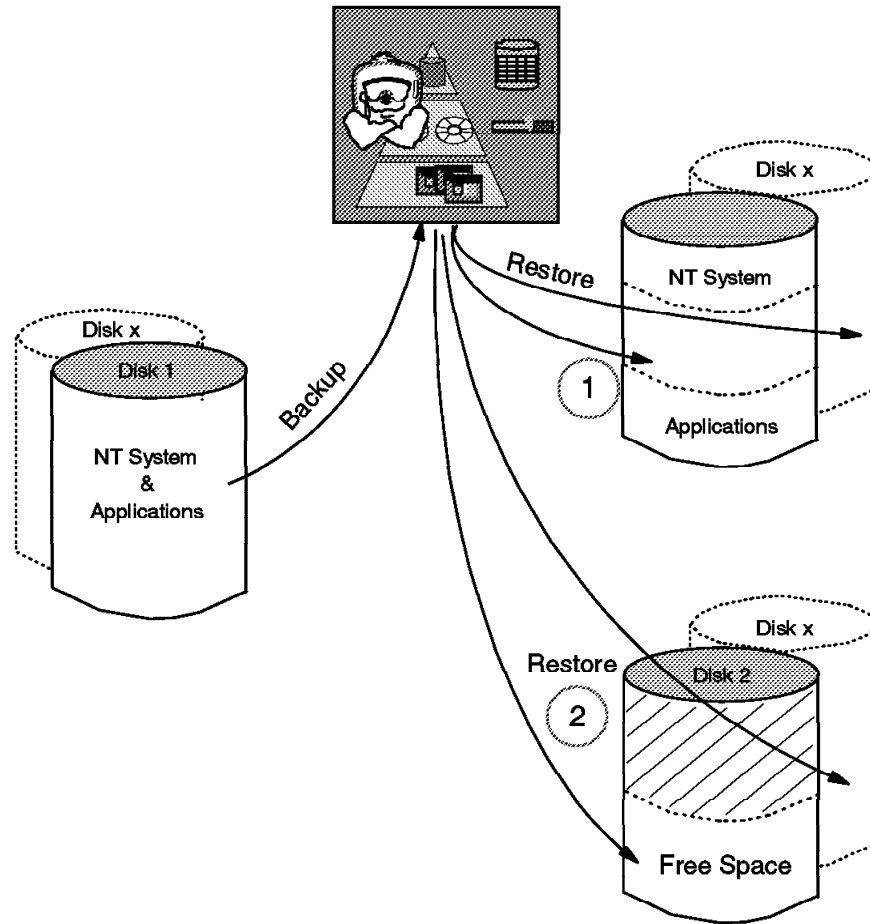 Disk x
Disk 1
NT System
&
Applications
Backup
Restore
1
Disk x
NT System
Applications
Restore
2
Disk x
Disk 2
Free Space